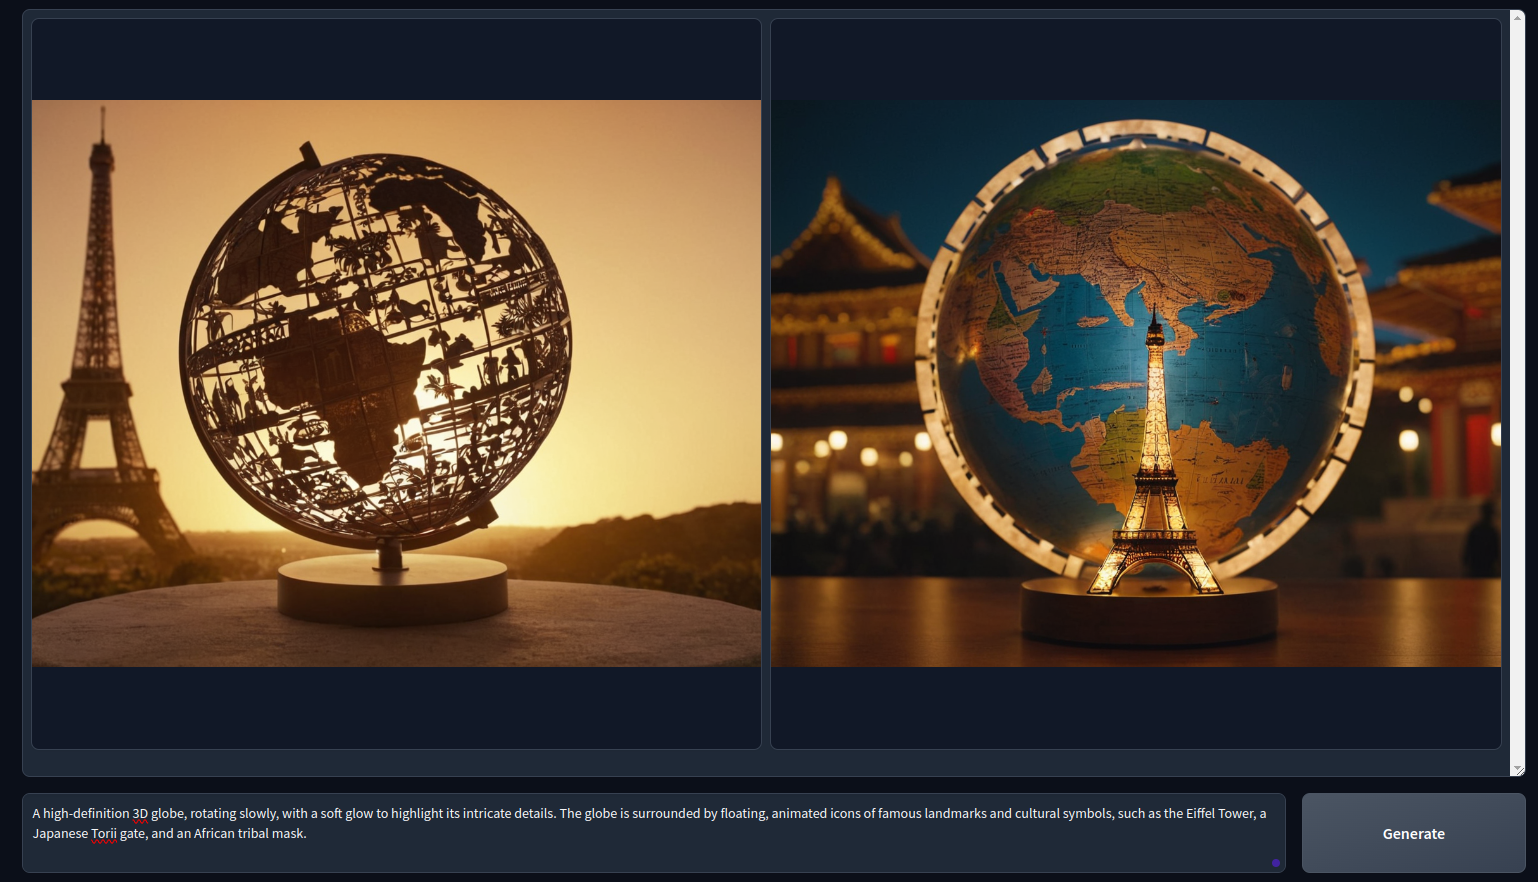 A high-definition 3D globe, rotating slowly, with a soft glow to highlight its intricate details. The globe is surrounded by floating, animated icons of famous landmarks and cultural symbols, such as the Eiffel Tower, a
Japanese Torii gate, and an African tribal mask.
Generate